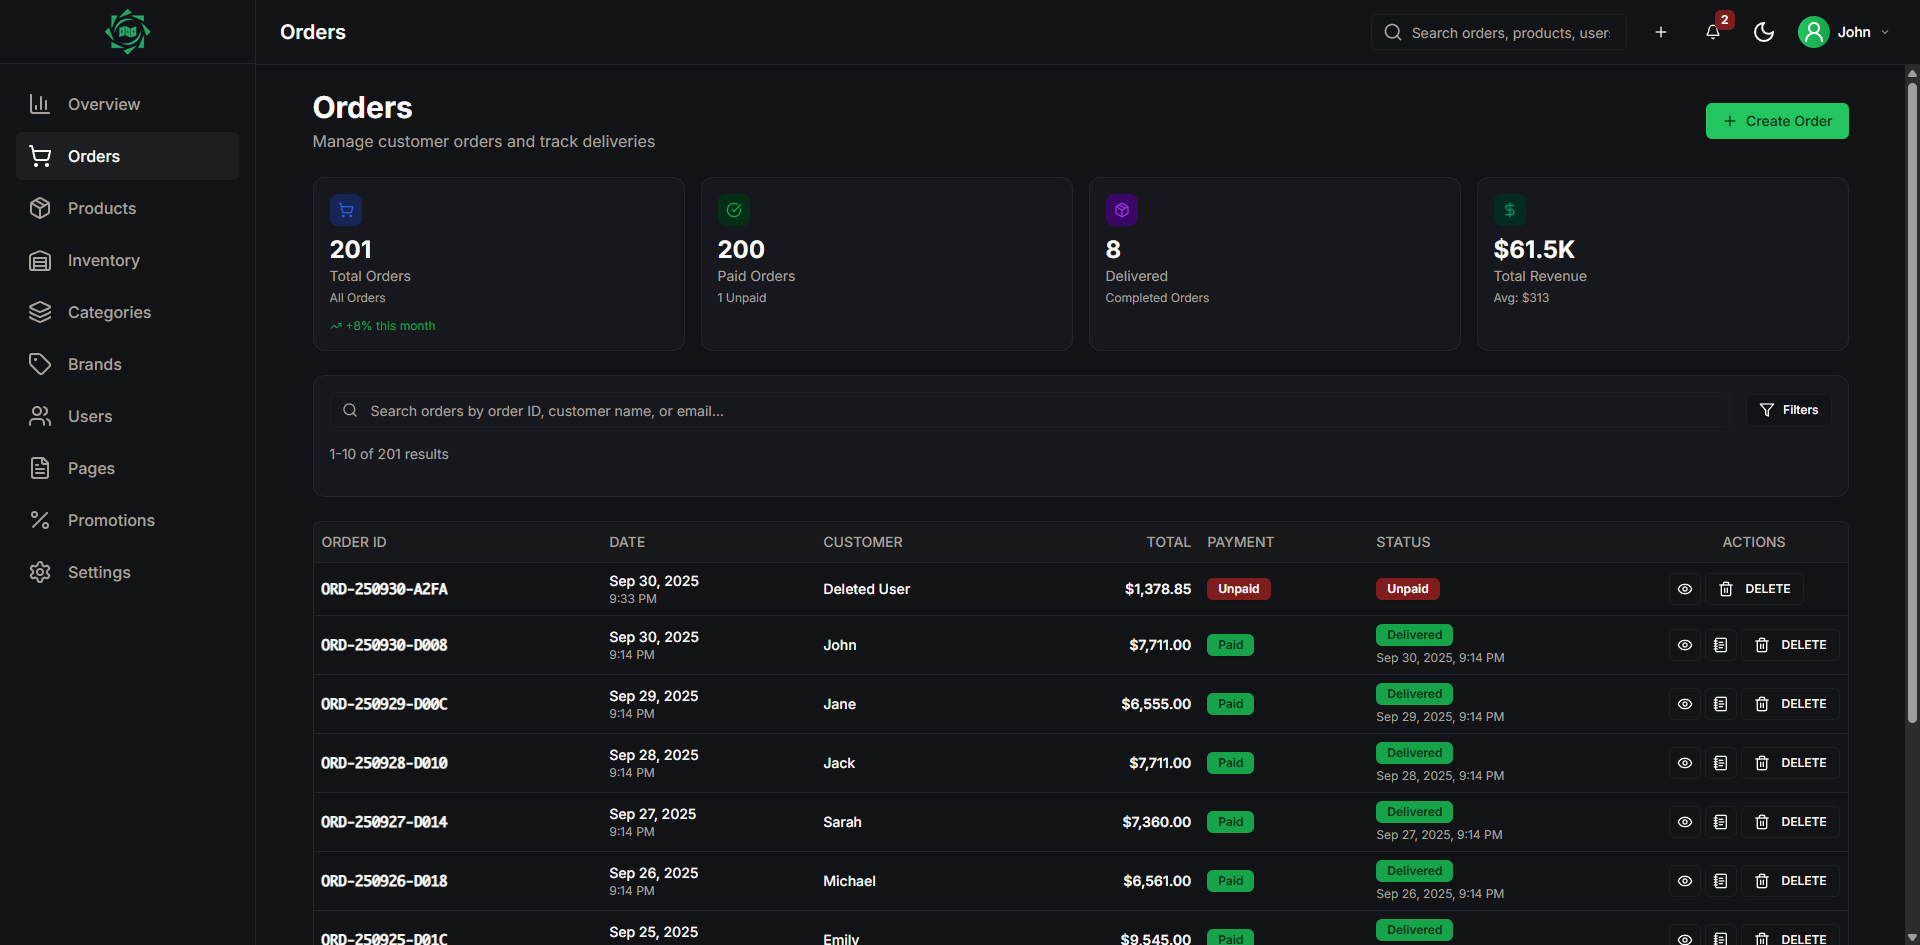 Orders
Search orders, products, users
2
John
Overview
Orders
Products
Inventory
Categories
Brands
Users
Pages
Promotions
Settings
Orders
Manage customer orders and track deliveries
Create Order
201
Total Orders
All Orders
+8% this month
200
Paid Orders
1 Unpaid
8
Delivered
Completed Orders
$61.5K
Total Revenue
Avg: $313
Search orders by order ID, customer name, or email...
Filters
1-10 of 201 results
ORDER ID DATE CUSTOMER TOTAL PAYMENT STATUS ACTIONS
ORD-250930-A2FA Sep 30, 2025 Deleted User $1,378.85 Unpaid Unpaid DELETE
9:33 PM
ORD-250930-D008 Sep 30, 2025 John $7,711.00 Paid Delivered DELETE
9:14 PM Sep 30, 2025, 9:14 PM
ORD-250929-D00C Sep 29, 2025 Jane $6,555.00 Paid Delivered DELETE
9:14 PM Sep 29, 2025, 9:14 PM
ORD-250928-D010 Sep 28, 2025 Jack $7,711.00 Paid Delivered DELETE
9:14 PM Sep 28, 2025, 9:14 PM
ORD-250927-D014 Sep 27, 2025 Sarah $7,360.00 Paid Delivered DELETE
9:14 PM Sep 27, 2025, 9:14 PM
ORD-250926-D018 Sep 26, 2025 Michael $6,561.00 Paid Delivered DELETE
9:14 PM Sep 26, 2025, 9:14 PM
ORD-250925-D01C Sep 25, 2025 Emily $9,545.00 Paid Delivered DELETE